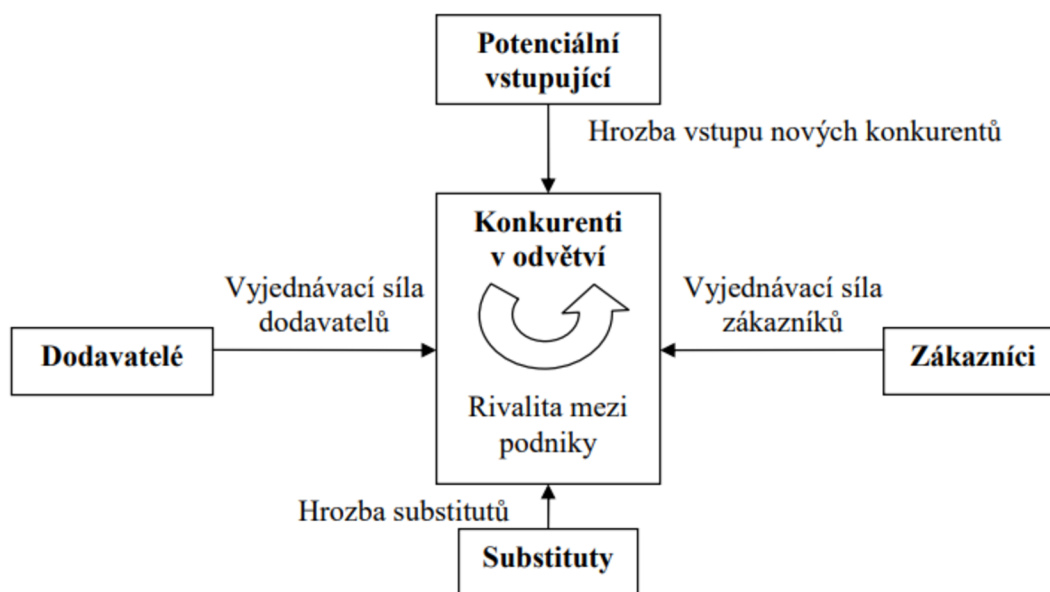 Potenciální
vstupující
Hrozba vstupu nových konkurentů
Konkurenti
v odvětví
Vyjednávací síla
dodavatelů
Vyjednávací síla
zákazníků
Dodavatelé
Zákazníci
Rivalita mezi
podniky
Hrozba substitutů
Substituty